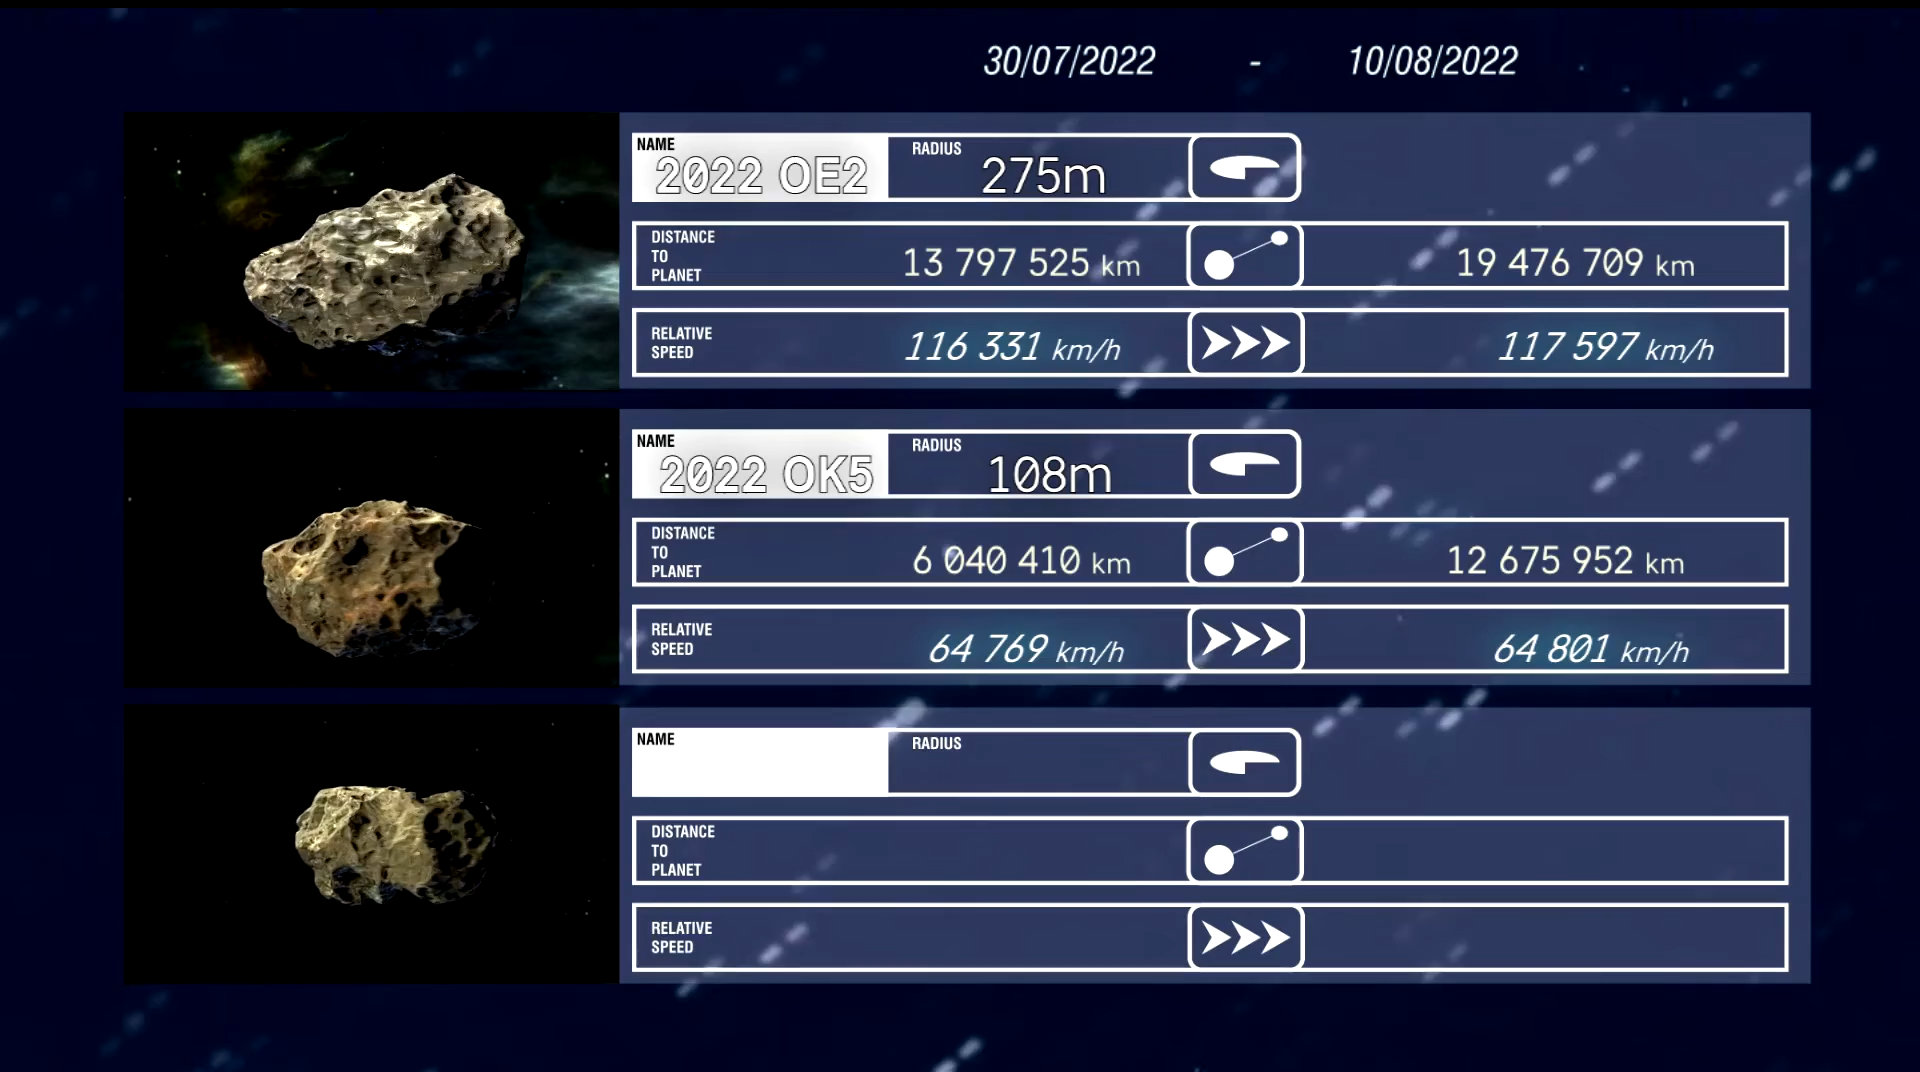 30/07/2022 - 10/08/2022
NAME
2022 OE2
RADIUS
275m
DISTANCE
TO
PLANET
13 797 525 km
19 476 709 km
RELATIVE
SPEED
116 331 km/h
117 597 km/h
NAME
2022 OK5
RADIUS
108m
DISTANCE
TO
PLANET
6 040 410 km
12 675 952 km
RELATIVE
SPEED
64 769 km/h
64 801 km/h
NAME
RADIUS
DISTANCE
TO
PLANET
RELATIVE
SPEED